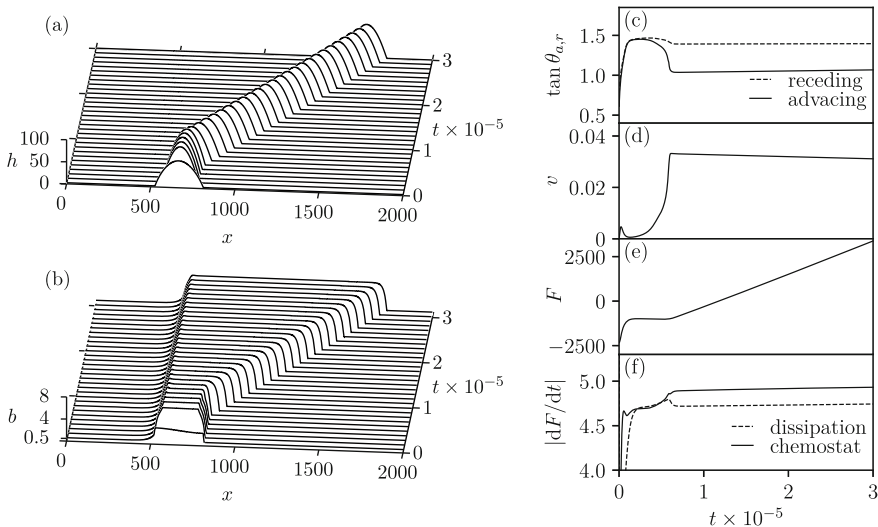 (a)
3
2
t × 10⁻⁵
1
0
100
h 50
0
0 500 1000 1500 2000
x
(b)
3
2
t × 10⁻⁵
1
0
8
b 4
0.5
0 500 1000 1500 2000
x
(c)
1.5
1.0
0.5
tan θₐ,ᵣ
receding
advacing
(d)
0.04
0.02
0
v
(e)
2500
0
−2500
F
(f)
5.0
4.5
4.0
|dF/dt|
dissipation
chemostat
0 1 2 3
t × 10⁻⁵